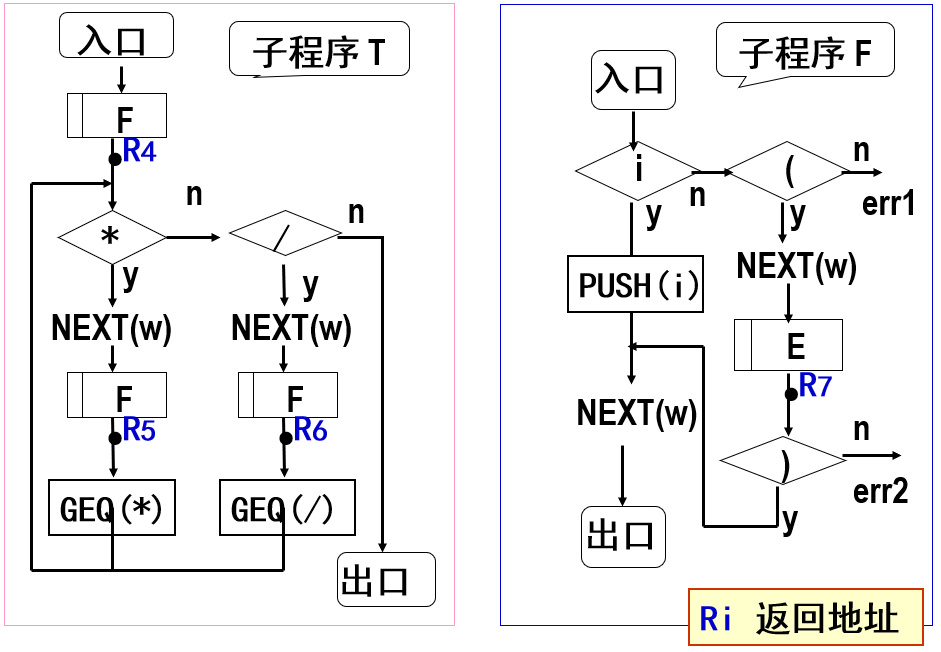 入口
子程序 T
F
R4
n
*
/
n
y
y
NEXT(w)
NEXT(w)
F
F
R5
R6
GEQ(*)
GEQ(/)
出口
子程序 F
入口
i
n
(
n
err1
y
y
PUSH(i)
NEXT(w)
E
R7
NEXT(w)
)
n
err2
y
出口
Ri 返回地址